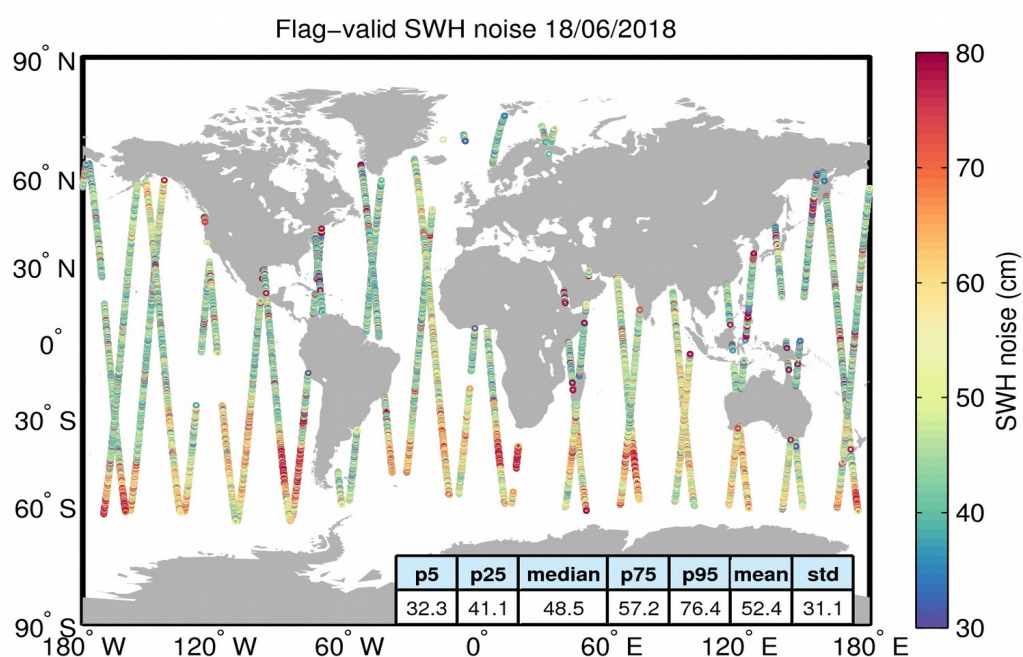 Flag−valid SWH noise 18/06/2018
90° N
60° N
30° N
0°
30° S
60° S
90° S
180° W 120° W 60° W 0° 60° E 120° E 180° E
80
70
60
50
40
30
SWH noise (cm)
p5 p25 median p75 p95 mean std
32.3 41.1 48.5 57.2 76.4 52.4 31.1